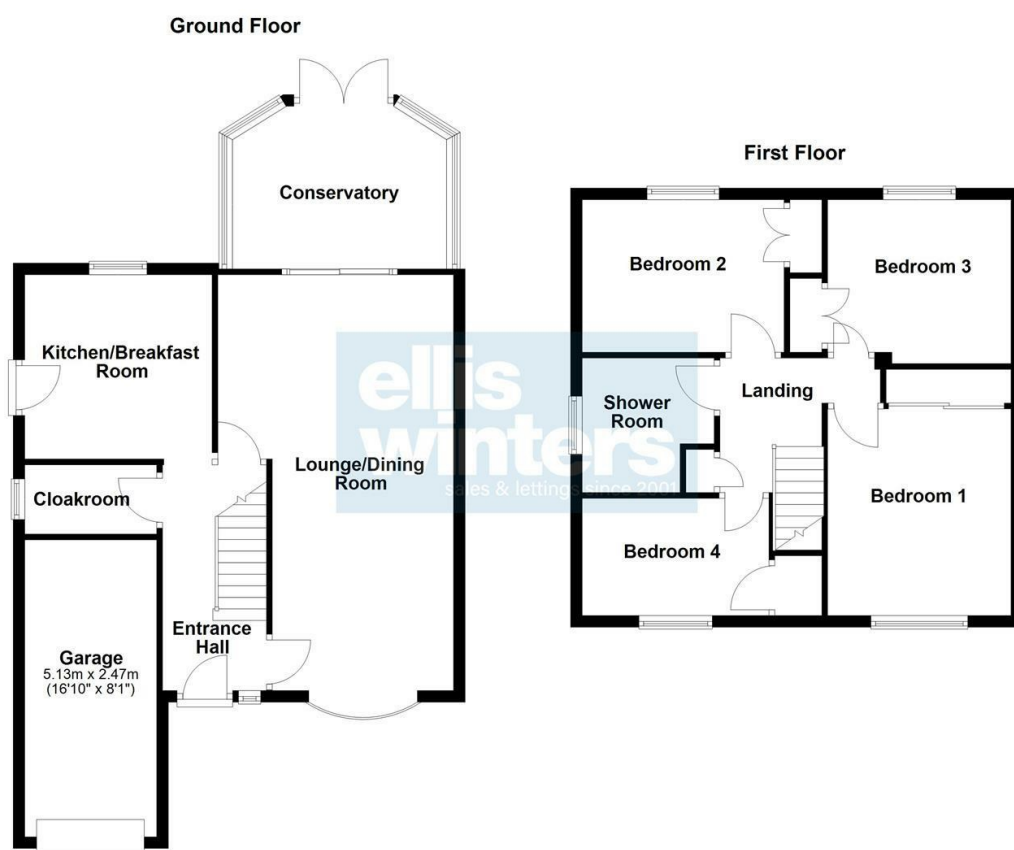 Ground Floor
Conservatory
Kitchen/Breakfast
Room
Cloakroom
Lounge/Dining
Room
Entrance
Hall
Garage
5.13m x 2.47m
(16'10" x 8'1")
First Floor
Bedroom 2
Bedroom 3
Shower
Room
Landing
Bedroom 1
Bedroom 4
ellis
winters
sales & lettings since 2001